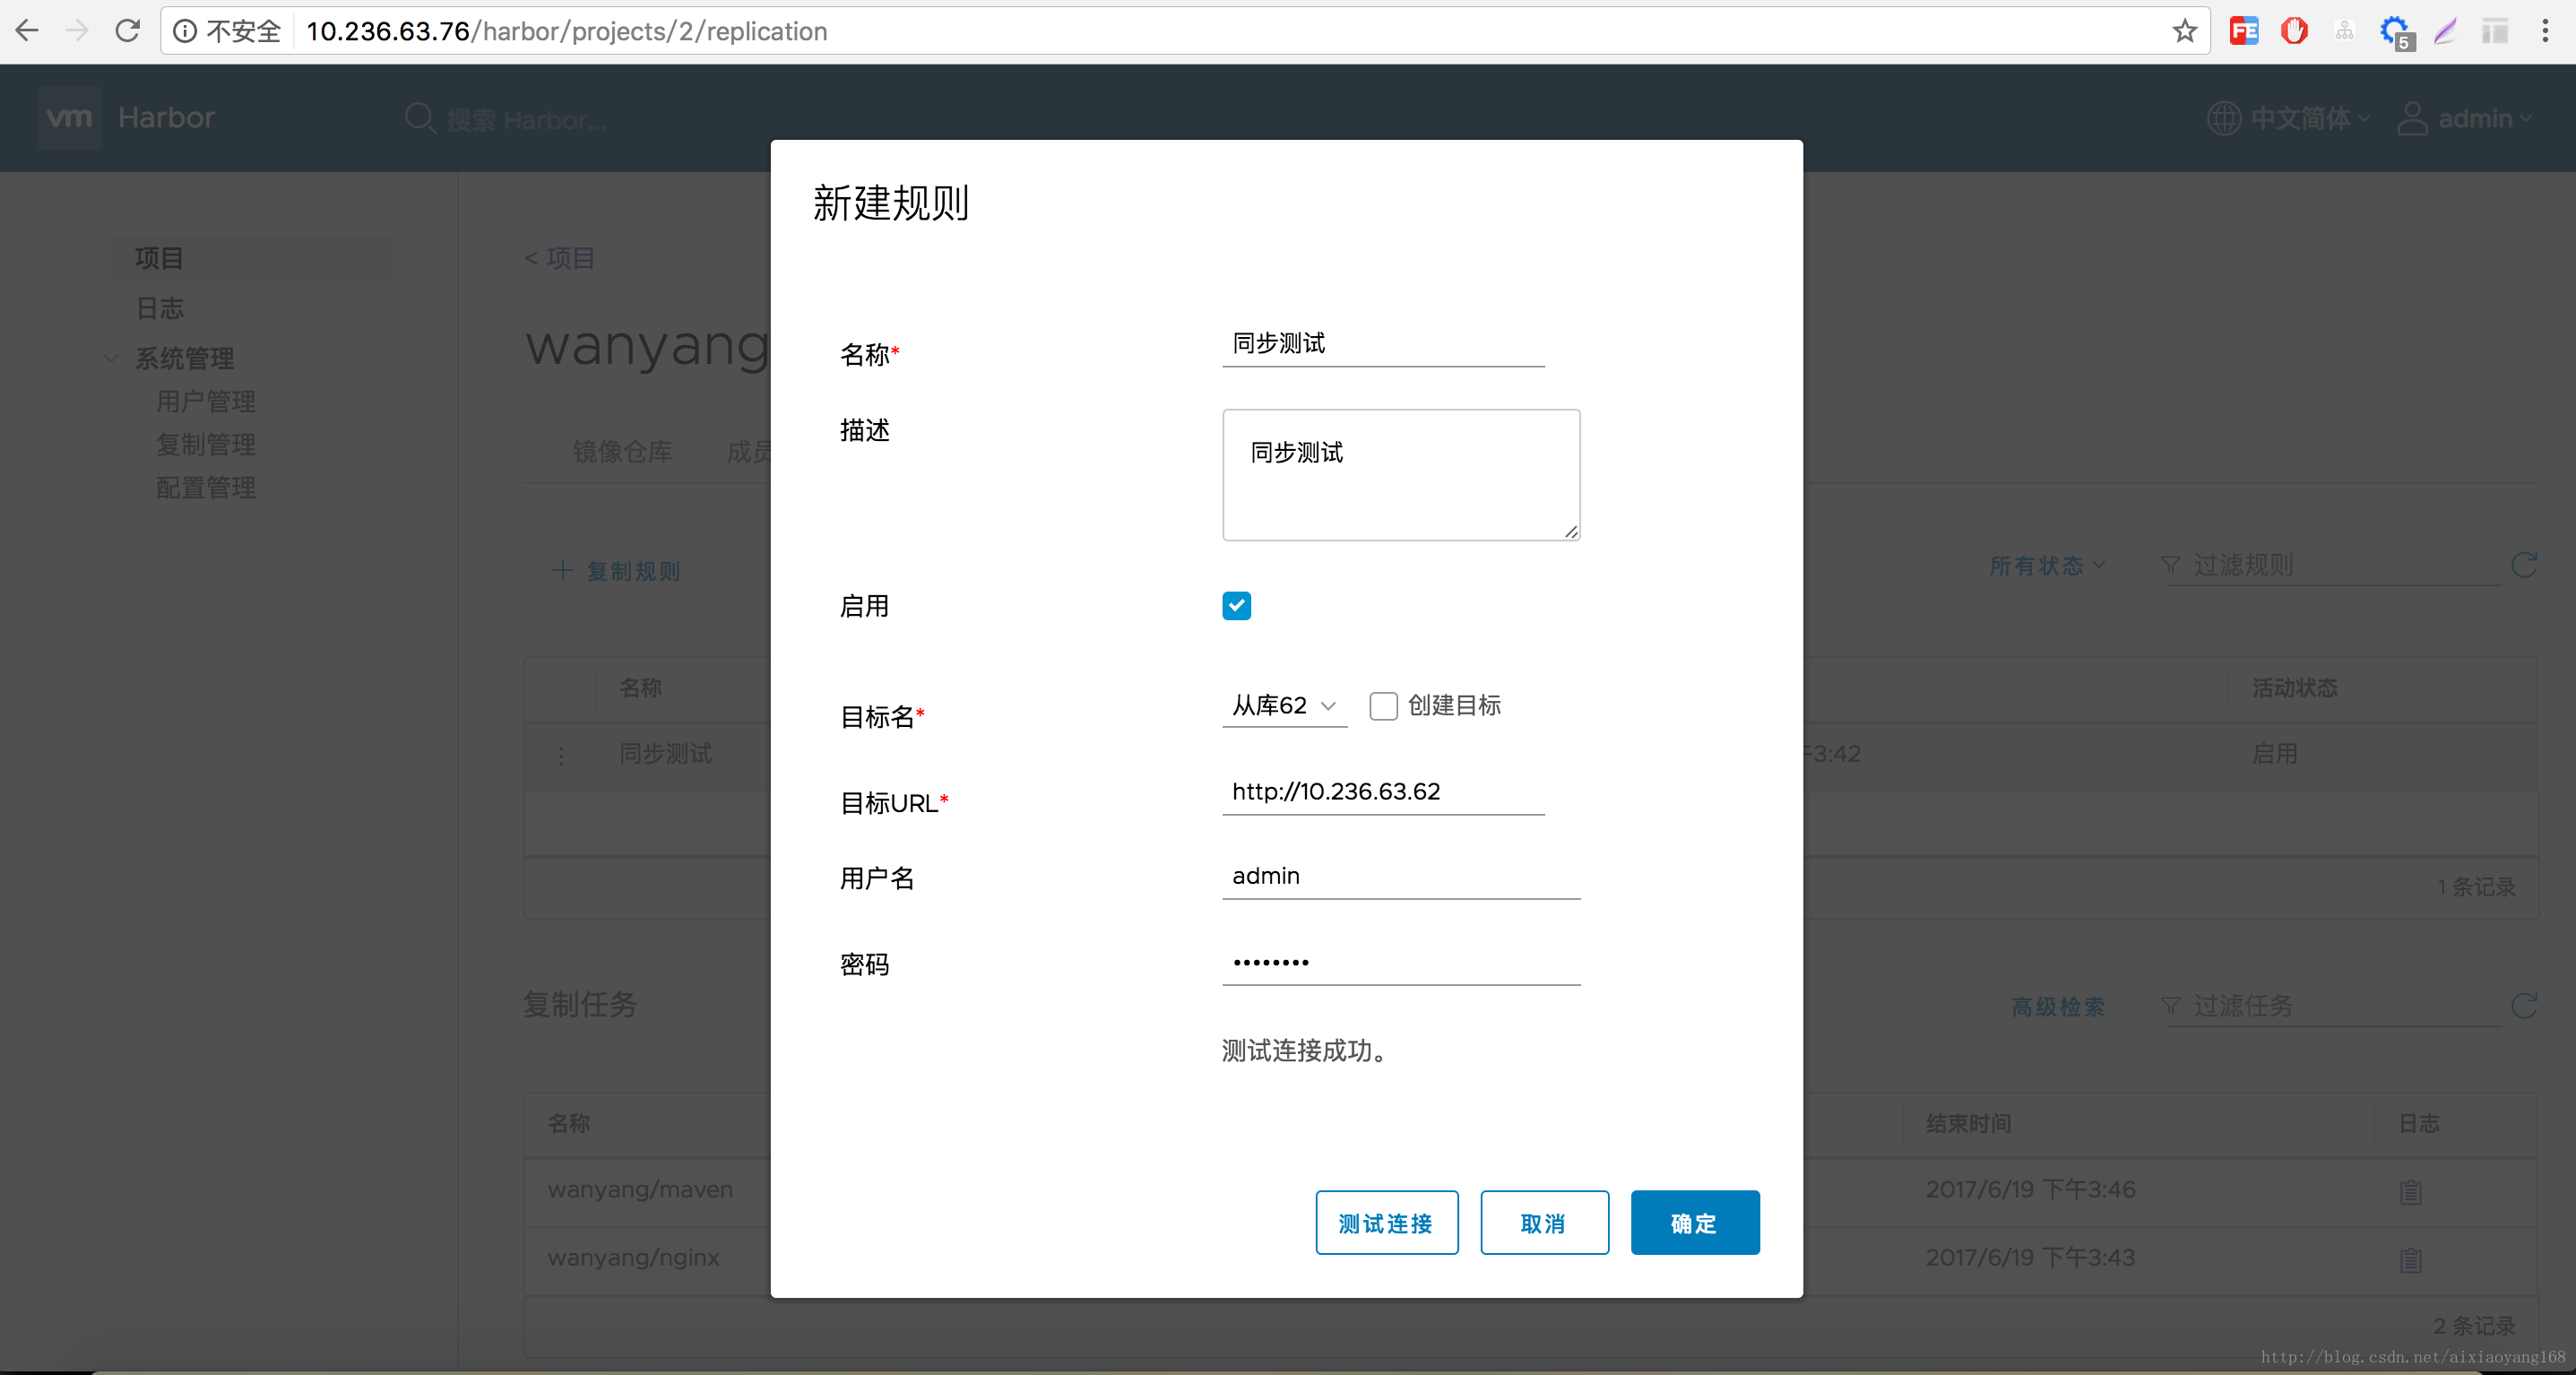 不安全 10.236.63.76/harbor/projects/2/replication
FE
5
vm Harbor
搜索 Harbor...
中文简体
admin
新建规则
项目
日志
系统管理
用户管理
复制管理
配置管理
< 项目
wanyang
镜像仓库 成员
+ 复制规则
所有状态
过滤规则
名称
活动状态
同步测试
午3:42
启用
1 条记录
名称*
同步测试
描述
同步测试
启用
目标名*
从库62
创建目标
目标URL*
http://10.236.63.62
用户名
admin
密码
••••••••
测试连接成功。
测试连接
取消
确定
复制任务
高级检索
过滤任务
名称
结束时间
日志
wanyang/maven
2017/6/19 下午3:46
wanyang/nginx
2017/6/19 下午3:43
2 条记录
http://blog.csdn.net/aixiaoyang168